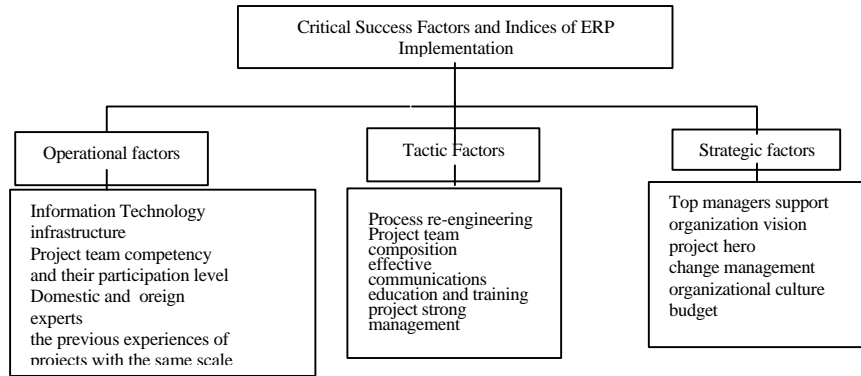 Critical Success Factors and Indices of ERP
Implementation
Operational factors
Information Technology
infrastructure
Project team competency
and their participation level
Domestic and oreign
experts
the previous experiences of
projects with the same scale
Tactic Factors
Process re-engineering
Project team
composition
effective
communications
education and training
project strong
management
Strategic factors
Top managers support
organization vision
project hero
change management
organizational culture
budget